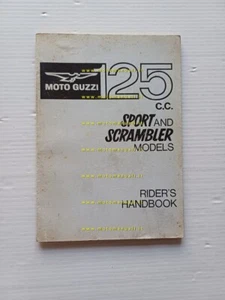 125
MOTO GUZZI
C.C.
SPORT AND
SCRAMBLER
MODELS
RIDER'S
HANDBOOK